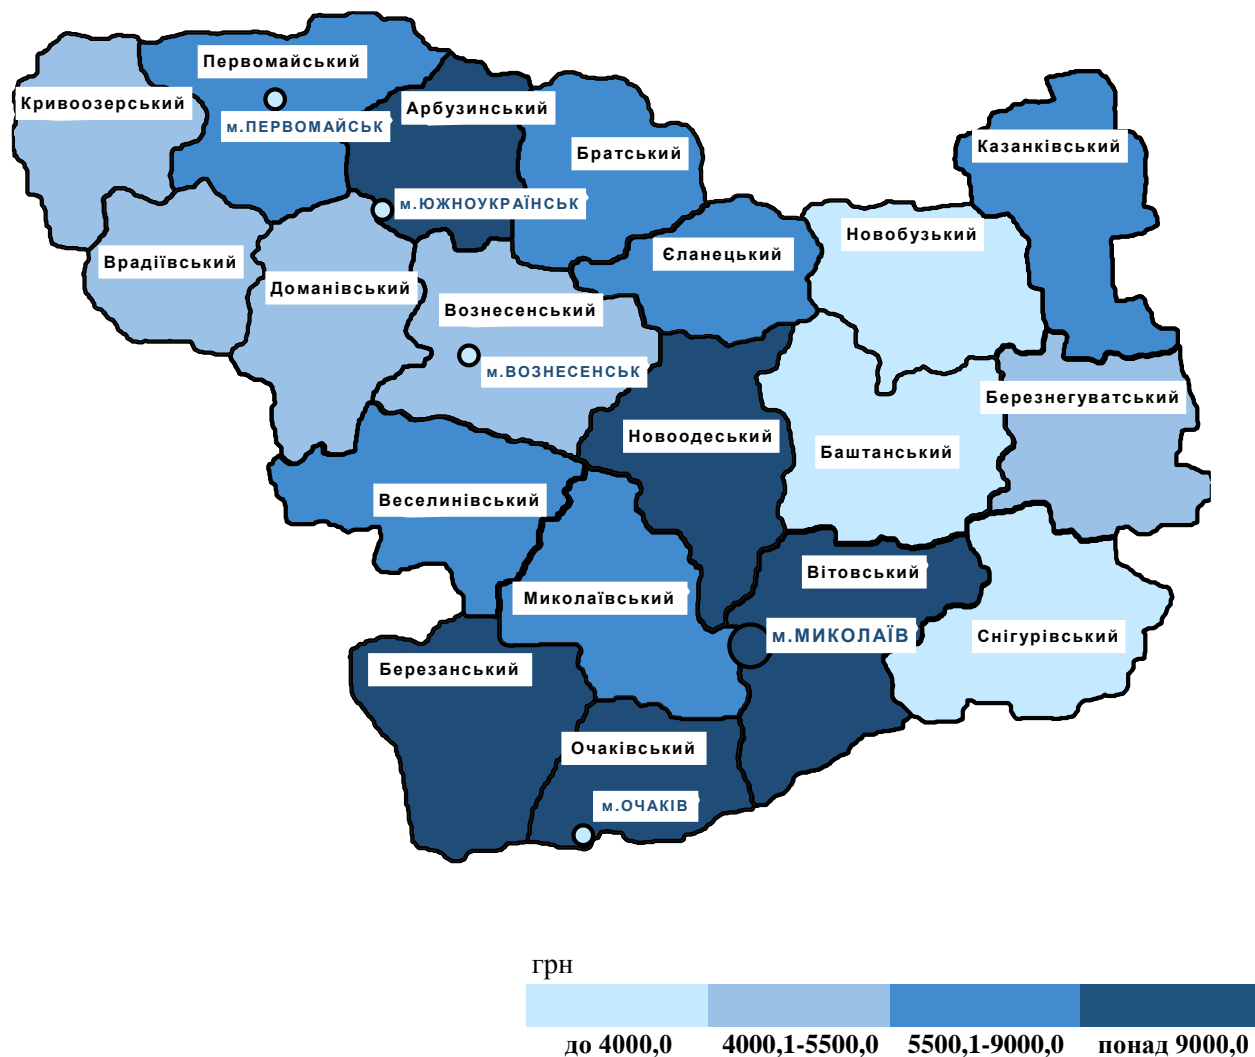 Первомайський
Кривоозерський
Арбузинський
м.ПЕРВОМАЙСЬК
Братський
Казанківський
м.ЮЖНОУКРАЇНСЬК
Новобузький
Врадіївський
Єланецький
Доманівський
Вознесенський
м.ВОЗНЕСЕНСЬК
Березнегуватський
Новоодеський
Баштанський
Веселинівський
Вітовський
Миколаївський
м.МИКОЛАЇВ
Снігурівський
Березанський
Очаківський
м.ОЧАКІВ
грн
до 4000,0 4000,1-5500,0 5500,1-9000,0 понад 9000,0